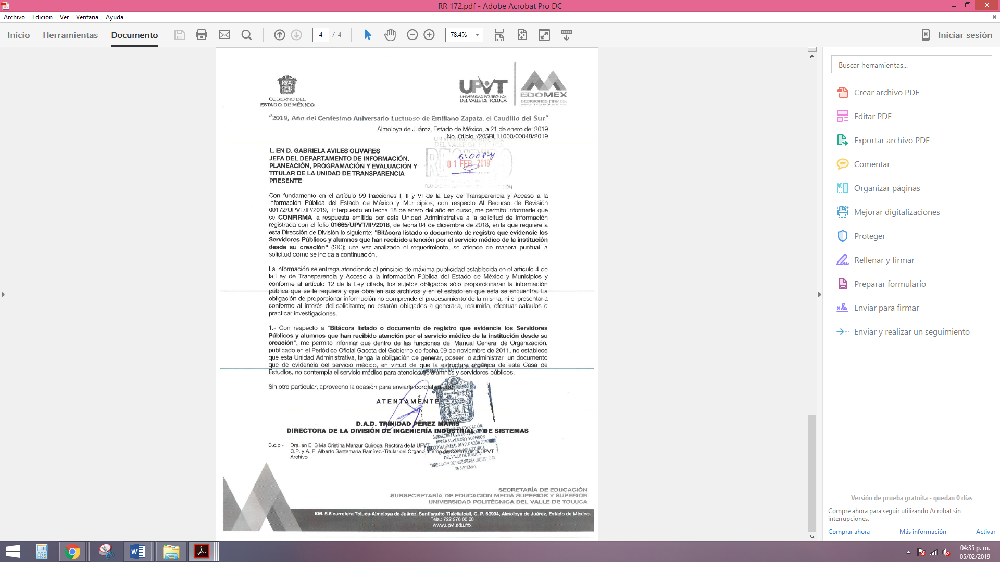 RR 172.pdf - Adobe Acrobat Pro DC
Archivo Edición Ver Ventana Ayuda
Inicio Herramientas Documento 4 / 4 78.4% Iniciar sesión
GOBIERNO DEL
ESTADO DE MÉXICO
UPVT
UNIVERSIDAD POLITÉCNICA
DEL VALLE DE TOLUCA
EDOMÉX
DECISIONES FIRMES,
RESULTADOS FUERTES.
"2019, Año del Centésimo Aniversario Luctuoso de Emiliano Zapata, el Caudillo del Sur"
Almoloya de Juárez, Estado de México, a 21 de enero del 2019
No. Oficio.:/205BL11000/00048/2019
DEL VALLE DE TOLUCA
6:00PM
01 FEB 2019
L. EN D. GABRIELA AVILES OLIVARES
JEFA DEL DEPARTAMENTO DE INFORMACIÓN,
PLANEACIÓN, PROGRAMACIÓN Y EVALUACIÓN Y
TITULAR DE LA UNIDAD DE TRANSPARENCIA
PRESENTE
Con fundamento en el artículo 59 fracciones I, II y VI de la Ley de Transparencia y Acceso a la
Información Pública del Estado de México y Municipios; con respecto Al Recurso de Revisión
00172/UPVT/IP/2019, interpuesto en fecha 18 de enero del año en curso, me permito informarle que
se CONFIRMA la respuesta emitida por esta Unidad Administrativa a la solicitud de información
registrada con el folio 01665/UPVT/IP/2018, de fecha 04 de diciembre de 2018, en la que requiere a
esta Dirección de División lo siguiente: "Bitácora listado o documento de registro que evidencie los
Servidores Públicos y alumnos que han recibido atención por el servicio médico de la institución
desde su creación" (SIC); una vez analizado el requerimiento, se atiende de manera puntual la
solicitud como se indica a continuación.
La información se entrega atendiendo al principio de máxima publicidad establecida en el artículo 4 de
la Ley de Transparencia y Acceso a la Información Pública del Estado de México y Municipios y
conforme al artículo 12 de la Ley citada, los sujetos obligados sólo proporcionaran la información
pública que se le requiera y que obre en sus archivos y en el estado en que esta se encuentra. La
obligación de proporcionar información no comprende el procesamiento de la misma, ni el presentarla
conforme al interés del solicitante; no estarán obligados a generarla, resumirla, efectuar cálculos o
practicar investigaciones.
1.- Con respecto a "Bitácora listado o documento de registro que evidencie los Servidores
Públicos y alumnos que han recibido atención por el servicio médico de la institución desde su
creación", me permito informar que dentro de las funciones del Manual General de Organización,
publicado en el Periódico Oficial Gaceta del Gobierno de fecha 09 de noviembre de 2011, no establece
que esta Unidad Administrativa, tenga la obligación de generar, poseer, o administrar un documento
que de evidencia del servicio médico, en virtud de que la estructura orgánica de esta Casa de
Estudios, no contempla el servicio médico para atención de alumnos y servidores públicos.
Sin otro particular, aprovecho la ocasión para enviarle cordial saludo.
ATENTAMENTE
D.A.D. TRINIDAD PÉREZ MARIS
DIRECTORA DE LA DIVISIÓN DE INGENIERÍA INDUSTRIAL Y DE SISTEMAS
SUBSECRETARÍA DE EDUCACIÓN
MEDIA SUPERIOR Y SUPERIOR
DIRECCIÓN GENERAL DE EDUCACIÓN SUPERIOR
UNIVERSIDAD POLITÉCNICA
DEL VALLE DE TOLUCA
DIRECCIÓN DE INGENIERÍA INDUSTRIAL
DE SISTEMAS
C.c.p.- Dra. en E. Silvia Cristina Manzur Quiroga, Rectora de la UPVT
C.P. y A. P. Alberto Santamaría Ramírez.-Titular del Órgano Interno de Control de la UPVT
Archivo
SECRETARÍA DE EDUCACIÓN
SUBSECRETARÍA DE EDUCACIÓN MEDIA SUPERIOR Y SUPERIOR
UNIVERSIDAD POLITÉCNICA DEL VALLE DE TOLUCA
KM. 5.6 carretera Toluca-Almoloya de Juárez, Santiaguito Tlalcilalcalí, C. P. 50904, Almoloya de Juárez, Estado de México.
Tels.: 722 276 60 60
www.upvt.edu.mx
Buscar herramientas...
Crear archivo PDF
Editar PDF
Exportar archivo PDF
Comentar
Organizar páginas
Mejorar digitalizaciones
Proteger
Rellenar y firmar
Preparar formulario
Enviar para firmar
Enviar y realizar un seguimiento
Versión de prueba gratuita - quedan 0 días
Compre ahora para seguir utilizando Acrobat sin
interrupciones.
Comprar ahora Más información Activar
04:35 p. m.
05/02/2019